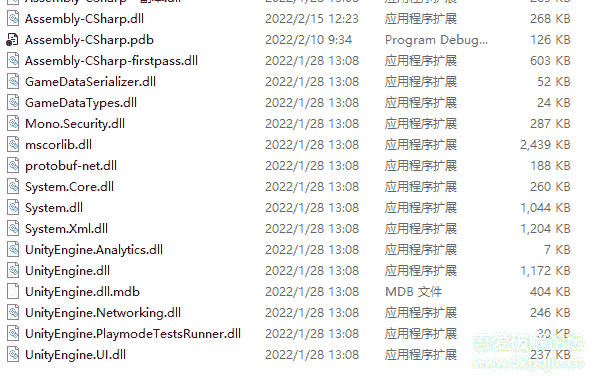 Assembly-CSharp.dll 2022/2/15 12:23 应用程序扩展 268 KB
Assembly-CSharp.pdb 2022/2/10 9:34 Program Debug... 126 KB
Assembly-CSharp-firstpass.dll 2022/1/28 13:08 应用程序扩展 603 KB
GameDataSerializer.dll 2022/1/28 13:08 应用程序扩展 52 KB
GameDataTypes.dll 2022/1/28 13:08 应用程序扩展 24 KB
Mono.Security.dll 2022/1/28 13:08 应用程序扩展 287 KB
mscorlib.dll 2022/1/28 13:08 应用程序扩展 2,439 KB
protobuf-net.dll 2022/1/28 13:08 应用程序扩展 188 KB
System.Core.dll 2022/1/28 13:08 应用程序扩展 260 KB
System.dll 2022/1/28 13:08 应用程序扩展 1,044 KB
System.Xml.dll 2022/1/28 13:08 应用程序扩展 1,204 KB
UnityEngine.Analytics.dll 2022/1/28 13:08 应用程序扩展 7 KB
UnityEngine.dll 2022/1/28 13:08 应用程序扩展 1,172 KB
UnityEngine.dll.mdb 2022/1/28 13:08 MDB 文件 404 KB
UnityEngine.Networking.dll 2022/1/28 13:08 应用程序扩展 246 KB
UnityEngine.PlaymodeTestsRunner.dll 2022/1/28 13:08 应用程序扩展 30 KB
吾爱破解论坛
UnityEngine.UI.dll 2022/1/28 13:08 应用程序扩展 237 KB
www.52pojie.cn